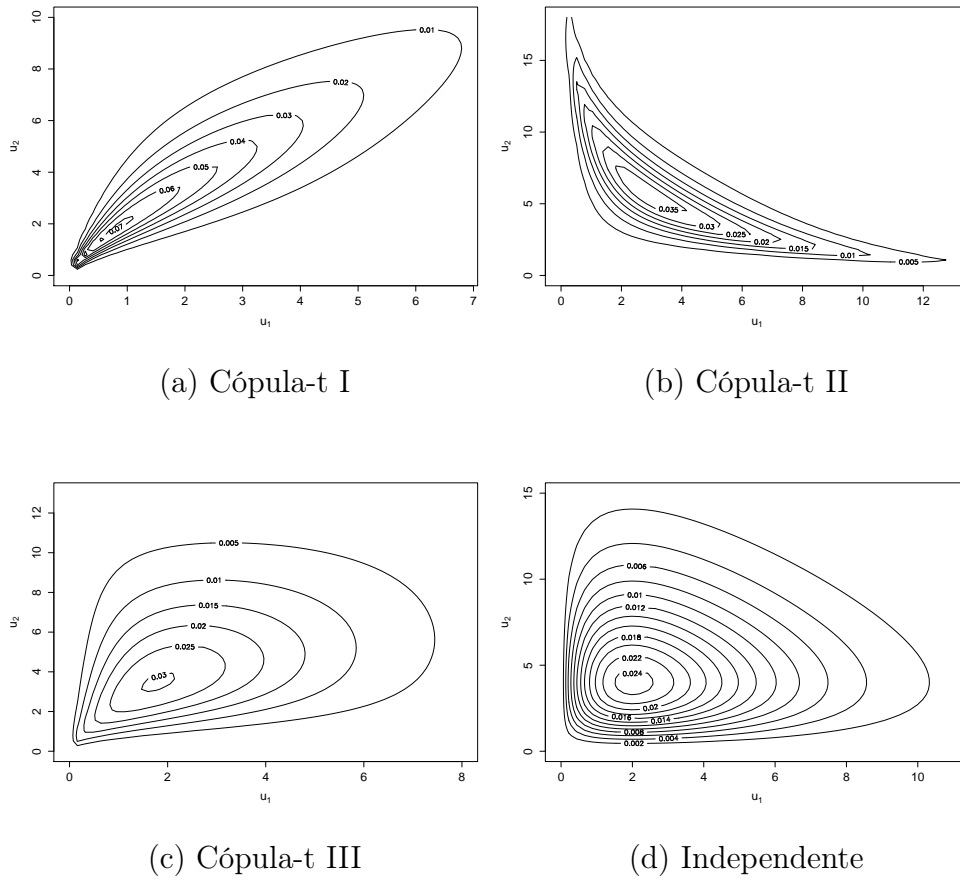 0.01
0.02
0.03
0.04
0.05
0.06
0.07
0 2 4 6 8 10
u2
0 1 2 3 4 5 6 7
u1
(a) Cópula-t I
0.035
0.03
0.025
0.02
0.015
0.01
0.005
0 5 10 15
u2
0 2 4 6 8 10 12
u1
(b) Cópula-t II
0.005
0.01
0.015
0.02
0.025
0.03
0 2 4 6 8 10 12
u2
0 2 4 6 8
u1
(c) Cópula-t III
0.006
0.01
0.012
0.018
0.022
0.024
0.02
0.016
0.014
0.008
0.004
0.002
0 5 10 15
u2
0 2 4 6 8 10
u1
(d) Independente